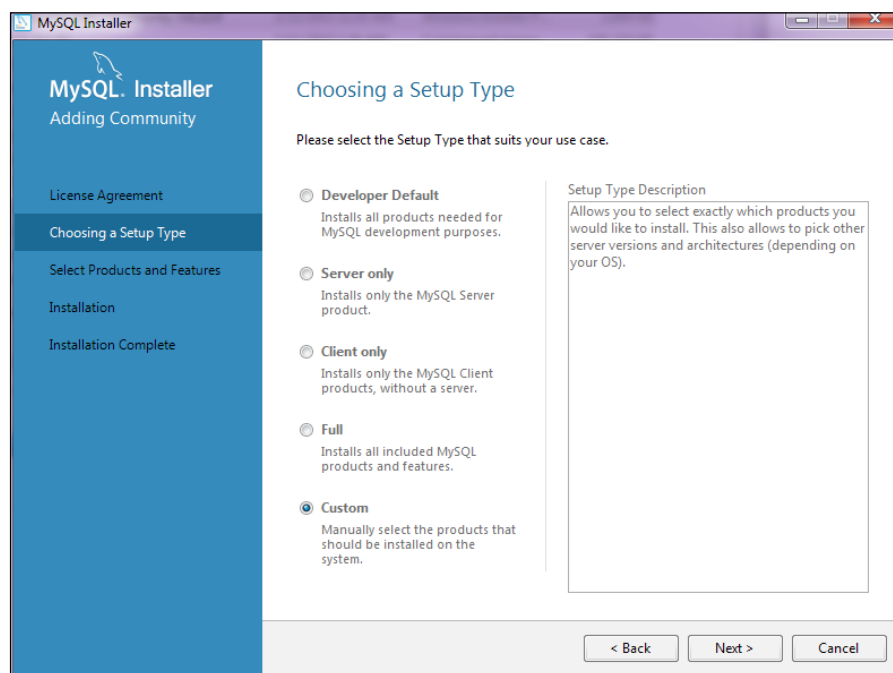 MySQL Installer
MySQL. Installer
Adding Community
License Agreement
Choosing a Setup Type
Select Products and Features
Installation
Installation Complete
Choosing a Setup Type
Please select the Setup Type that suits your use case.
Developer Default
Installs all products needed for
MySQL development purposes.
Server only
Installs only the MySQL Server
product.
Client only
Installs only the MySQL Client
products, without a server.
Full
Installs all included MySQL
products and features.
Custom
Manually select the products that
should be installed on the
system.
Setup Type Description
Allows you to select exactly which products you
would like to install. This also allows to pick other
server versions and architectures (depending on
your OS).
< Back
Next >
Cancel